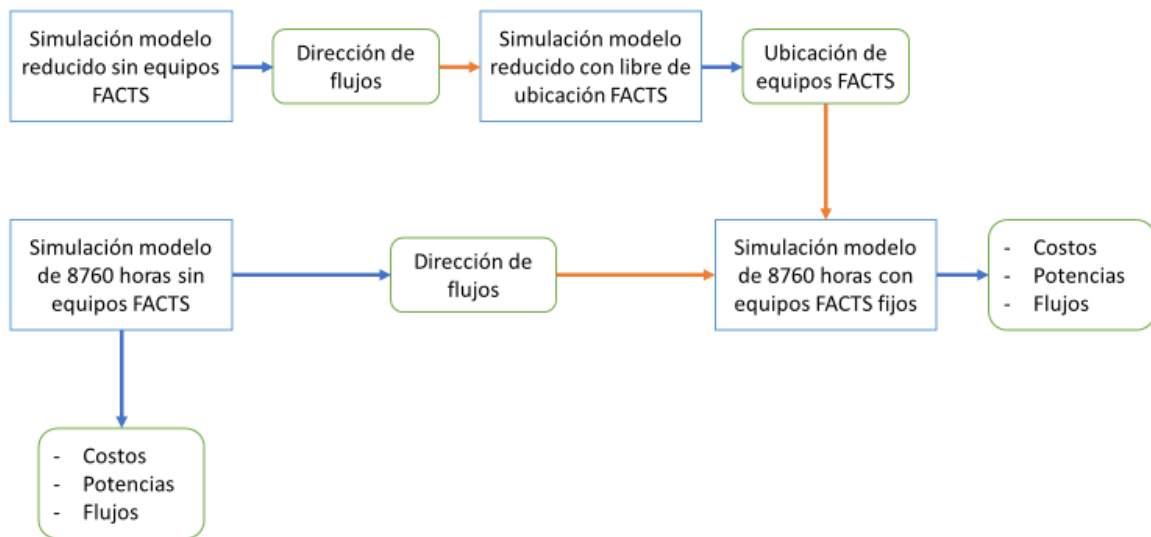 Simulación modelo
reducido sin equipos
FACTS
Dirección de
flujos
Simulación modelo
reducido con libre de
ubicación FACTS
Ubicación de
equipos FACTS
Simulación modelo
de 8760 horas sin
equipos FACTS
Dirección de
flujos
Simulación modelo
de 8760 horas con
equipos FACTS fijos
- Costos
- Potencias
- Flujos
- Costos
- Potencias
- Flujos